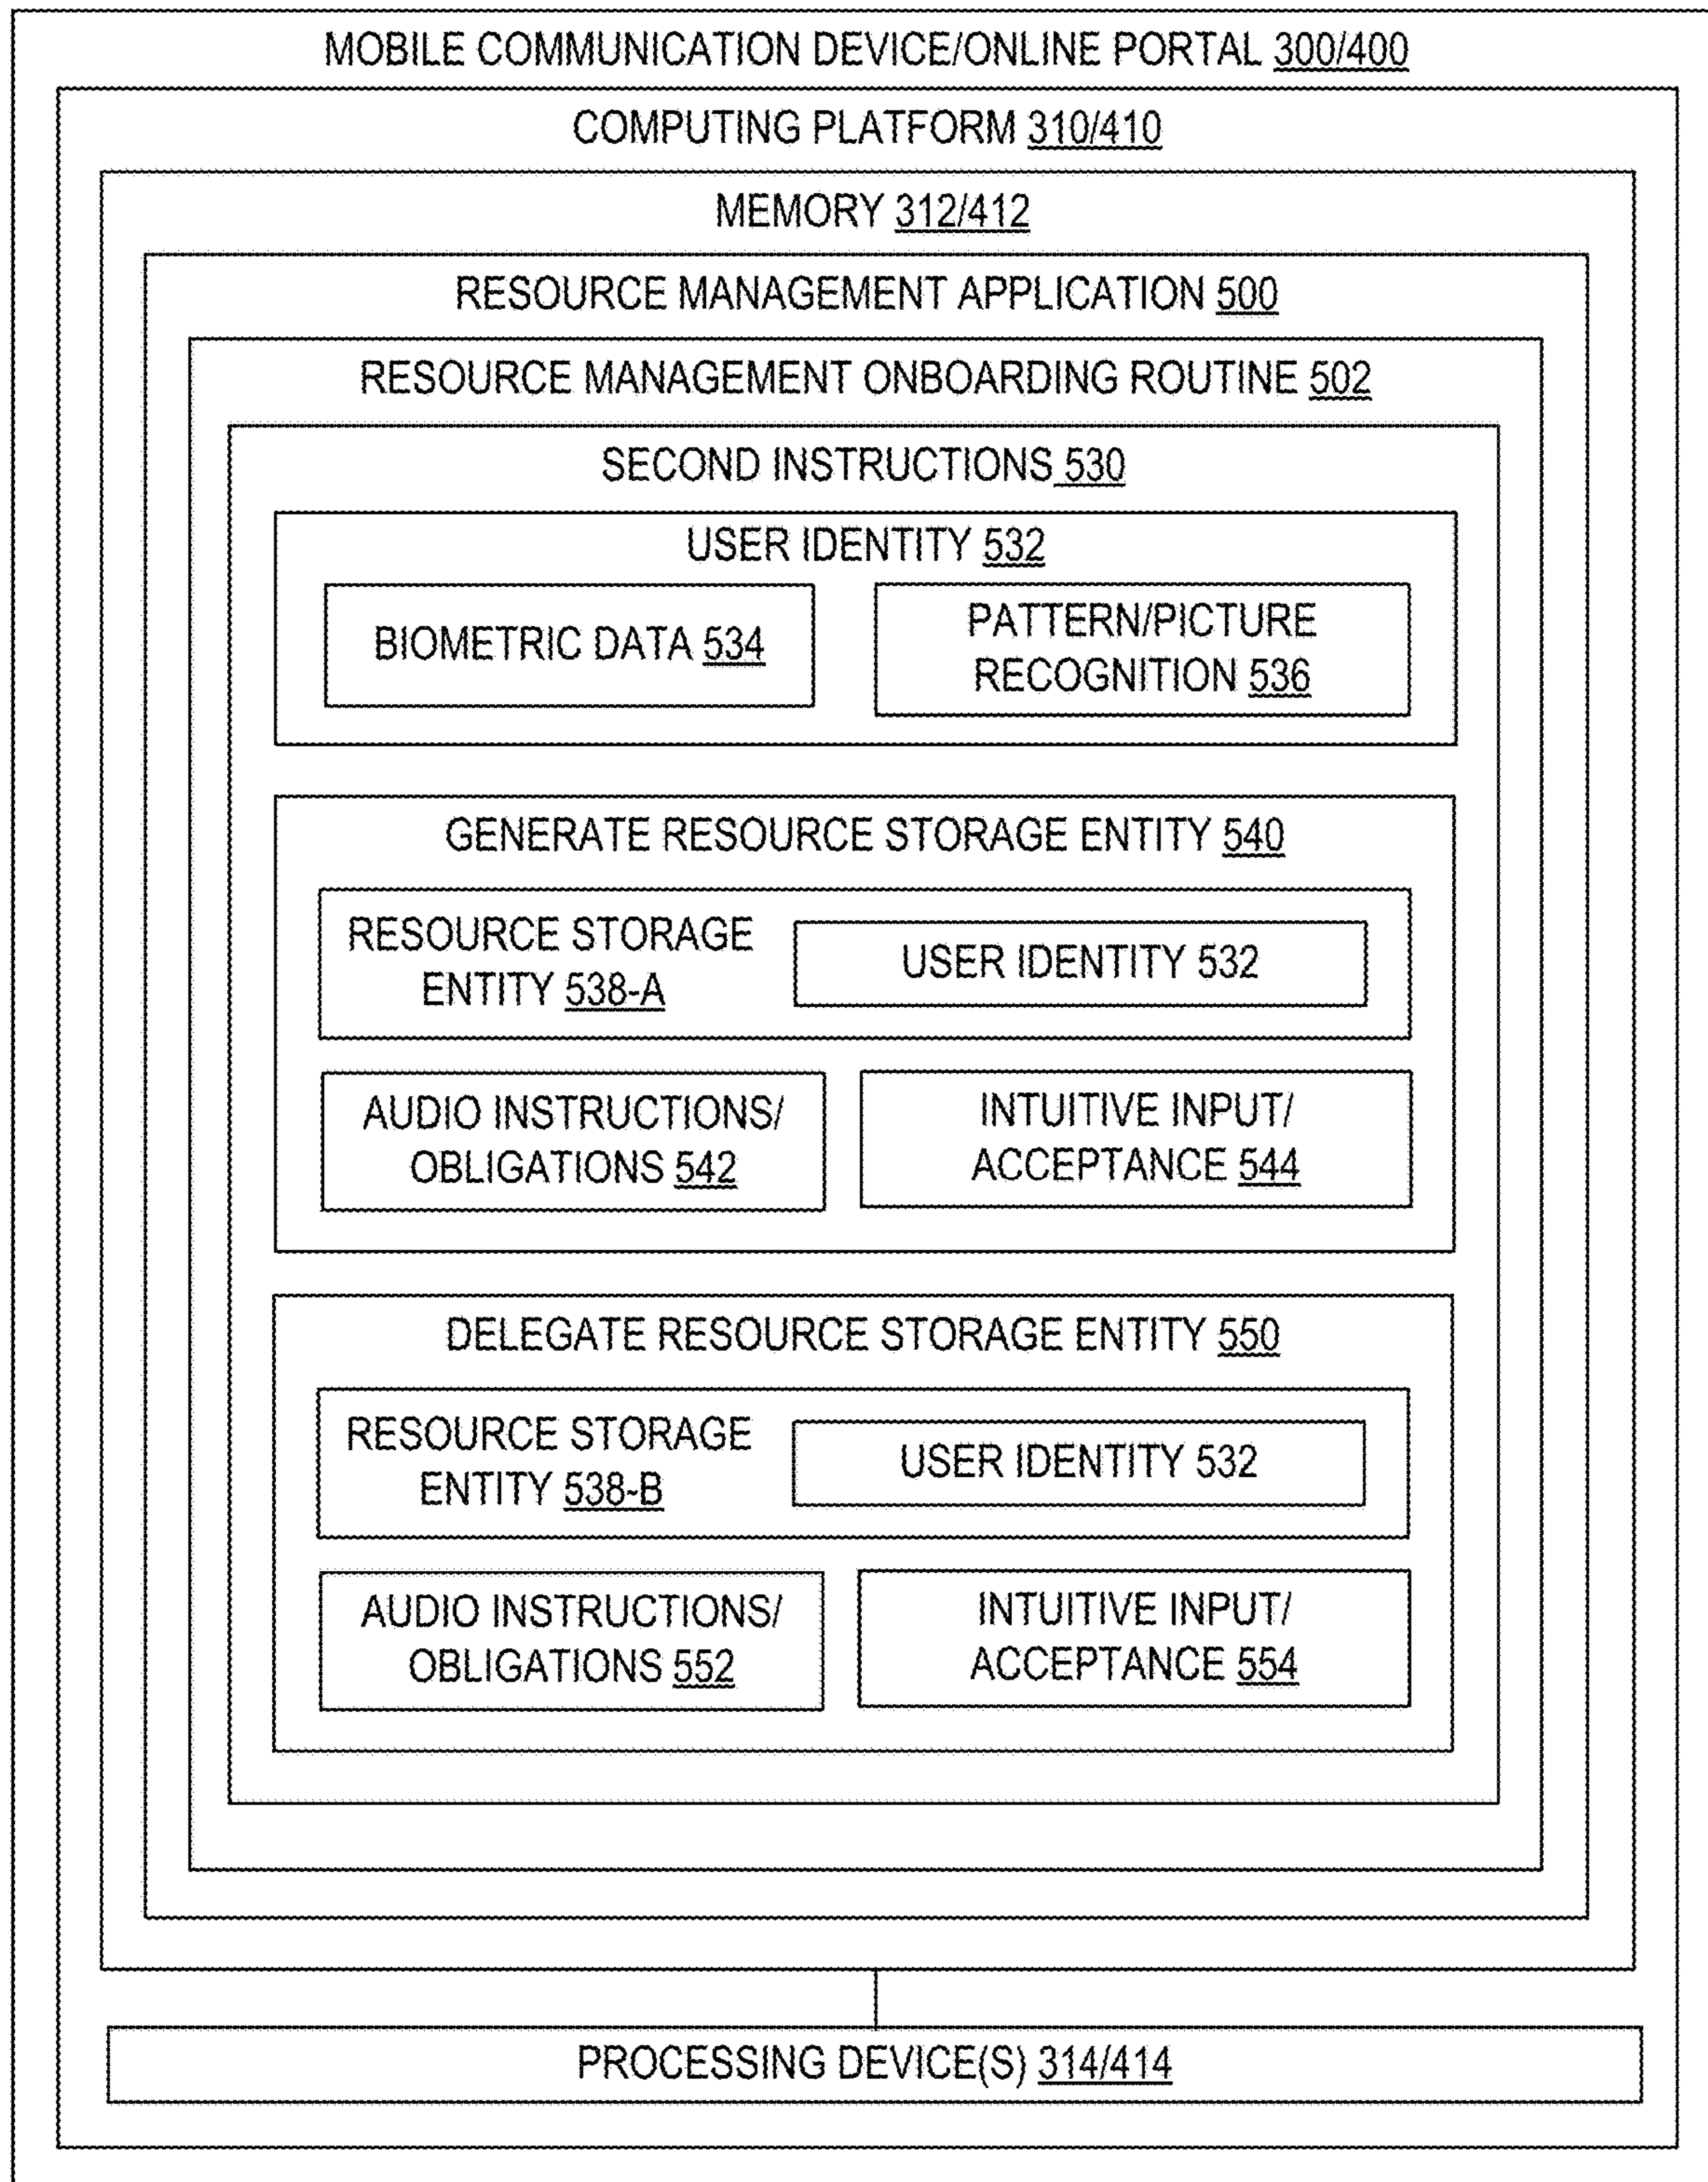 MOBILE COMMUNICATION DEVICE/ONLINE PORTAL 300/400
COMPUTING PLATFORM 310/410
MEMORY 312/412
RESOURCE MANAGEMENT APPLICATION 500
RESOURCE MANAGEMENT ONBOARDING ROUTINE 502
SECOND INSTRUCTIONS 530
USER IDENTITY 532
BIOMETRIC DATA 534
PATTERN/PICTURE
RECOGNITION 536
GENERATE RESOURCE STORAGE ENTITY 540
RESOURCE STORAGE
ENTITY 538-A
USER IDENTITY 532
AUDIO INSTRUCTIONS/
OBLIGATIONS 542
INTUITIVE INPUT/
ACCEPTANCE 544
DELEGATE RESOURCE STORAGE ENTITY 550
RESOURCE STORAGE
ENTITY 538-B
USER IDENTITY 532
AUDIO INSTRUCTIONS/
OBLIGATIONS 552
INTUITIVE INPUT/
ACCEPTANCE 554
PROCESSING DEVICE(S) 314/414